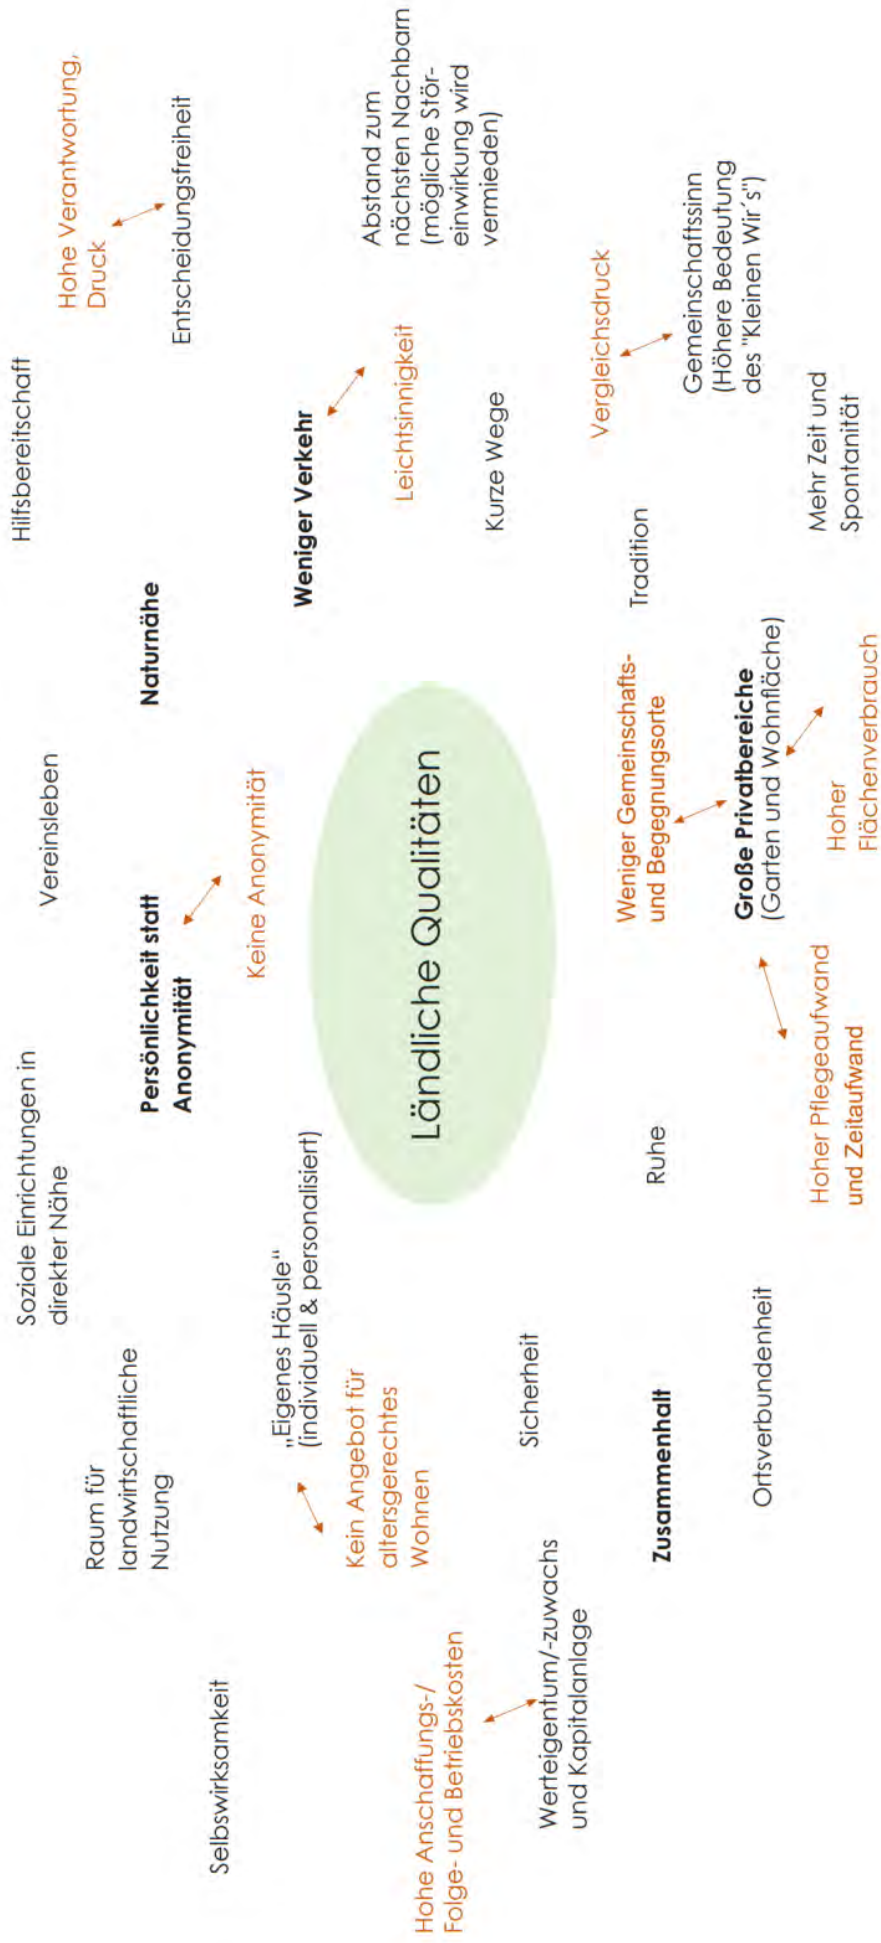 Soziale Einrichtungen in
direkter Nähe
Vereinsleben
Hilfsbereitschaft
Hohe Verantwortung,
Druck
Entscheidungsfreiheit
Raum für
landwirtschaftliche
Nutzung
Persönlichkeit statt
Anonymität
Keine Anonymität
Naturnähe
Selbswirksamkeit
„Eigenes Häusle“
(individuell & personalisiert)
Kein Angebot für
altersgerechtes
Wohnen
Weniger Verkehr
Leichtsinnigkeit
Abstand zum
nächsten Nachbarn
(mögliche Stör-
einwirkung wird
vermieden)
Ländliche Qualitäten
Hohe Anschaffungs-/
Folge- und Betriebskosten
Werteigentum/-zuwachs
und Kapitalanlage
Sicherheit
Kurze Wege
Zusammenhalt
Ruhe
Weniger Gemeinschafts-
und Begegnungsorte
Tradition
Vergleichsdruck
Gemeinschaftssinn
(Höhere Bedeutung
des "Kleinen Wir´s")
Ortsverbundenheit
Große Privatbereiche
(Garten und Wohnfläche)
Hoher Pflegeaufwand
und Zeitaufwand
Hoher
Flächenverbrauch
Mehr Zeit und
Spontanität